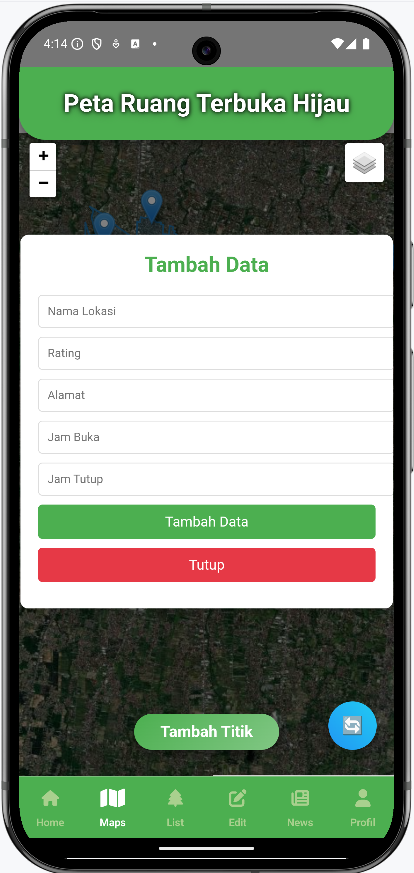 4:14
Peta Ruang Terbuka Hijau
+
−
Tambah Data
Nama Lokasi
Rating
Alamat
Jam Buka
Jam Tutup
Tambah Data
Tutup
Tambah Titik
Home Maps List Edit News Profil